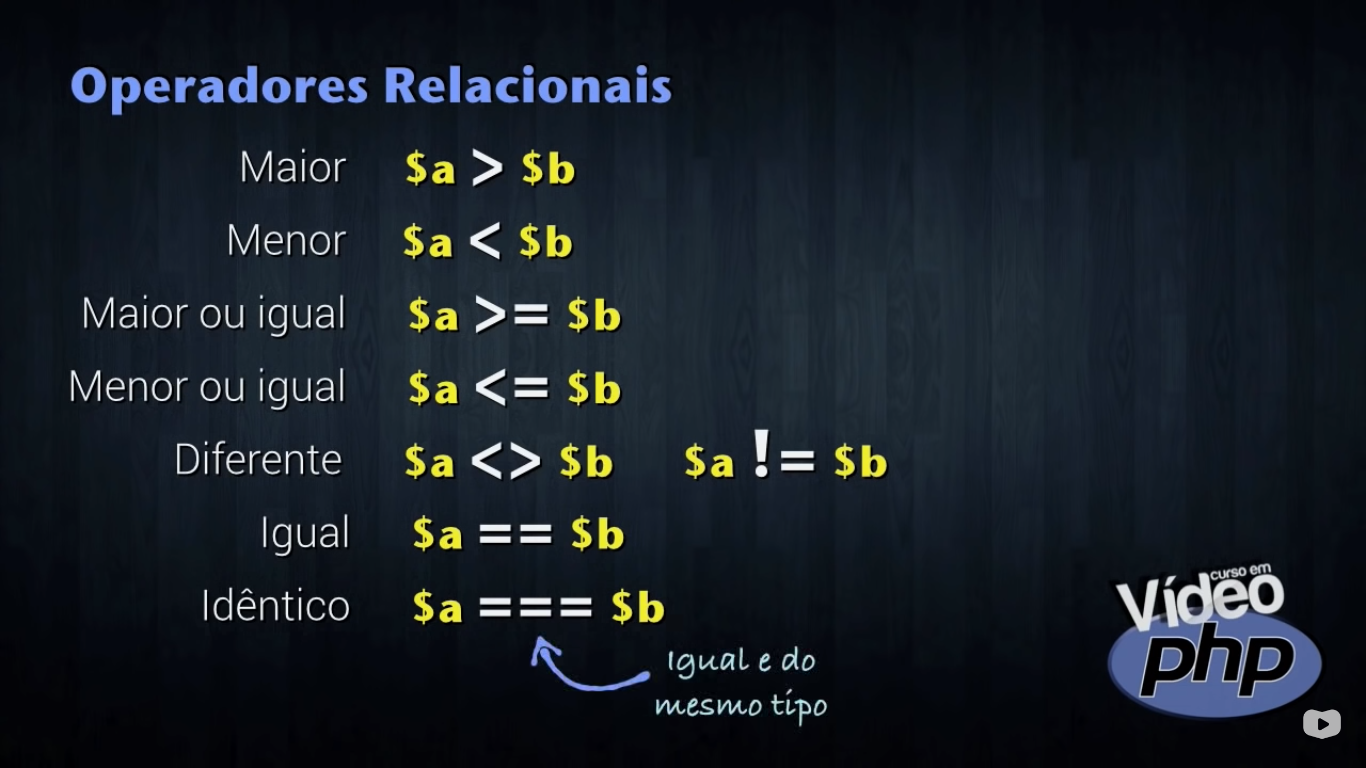 Operadores Relacionais
Maior $a > $b
Menor $a < $b
Maior ou igual $a >= $b
Menor ou igual $a <= $b
Diferente $a <> $b $a != $b
Igual $a == $b
Idêntico $a === $b
Igual e do
mesmo tipo
curso em
Vídeo
php